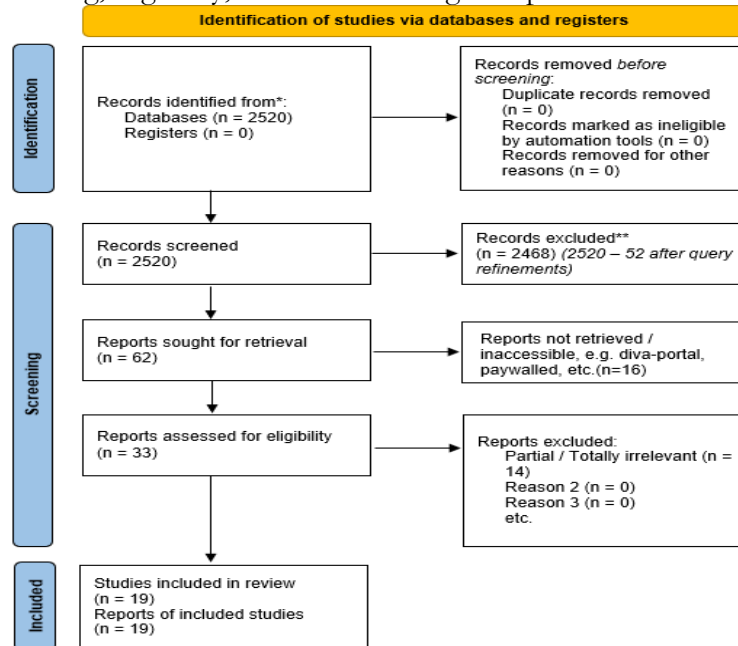 Identification of studies via databases and registers
Identification
Records identified from*:
Databases (n = 2520)
Registers (n = 0)
Records removed before
screening:
Duplicate records removed
(n = 0)
Records marked as ineligible
by automation tools (n = 0)
Records removed for other
reasons (n = 0)
Screening
Records screened
(n = 2520)
Records excluded**
(n = 2468) (2520 – 52 after query
refinements)
Reports sought for retrieval
(n = 62)
Reports not retrieved /
inaccessible, e.g. diva-portal,
paywalled, etc.(n=16)
Reports assessed for eligibility
(n = 33)
Reports excluded:
Partial / Totally irrelevant (n =
14)
Reason 2 (n = 0)
Reason 3 (n = 0)
etc.
Included
Studies included in review
(n = 19)
Reports of included studies
(n = 19)